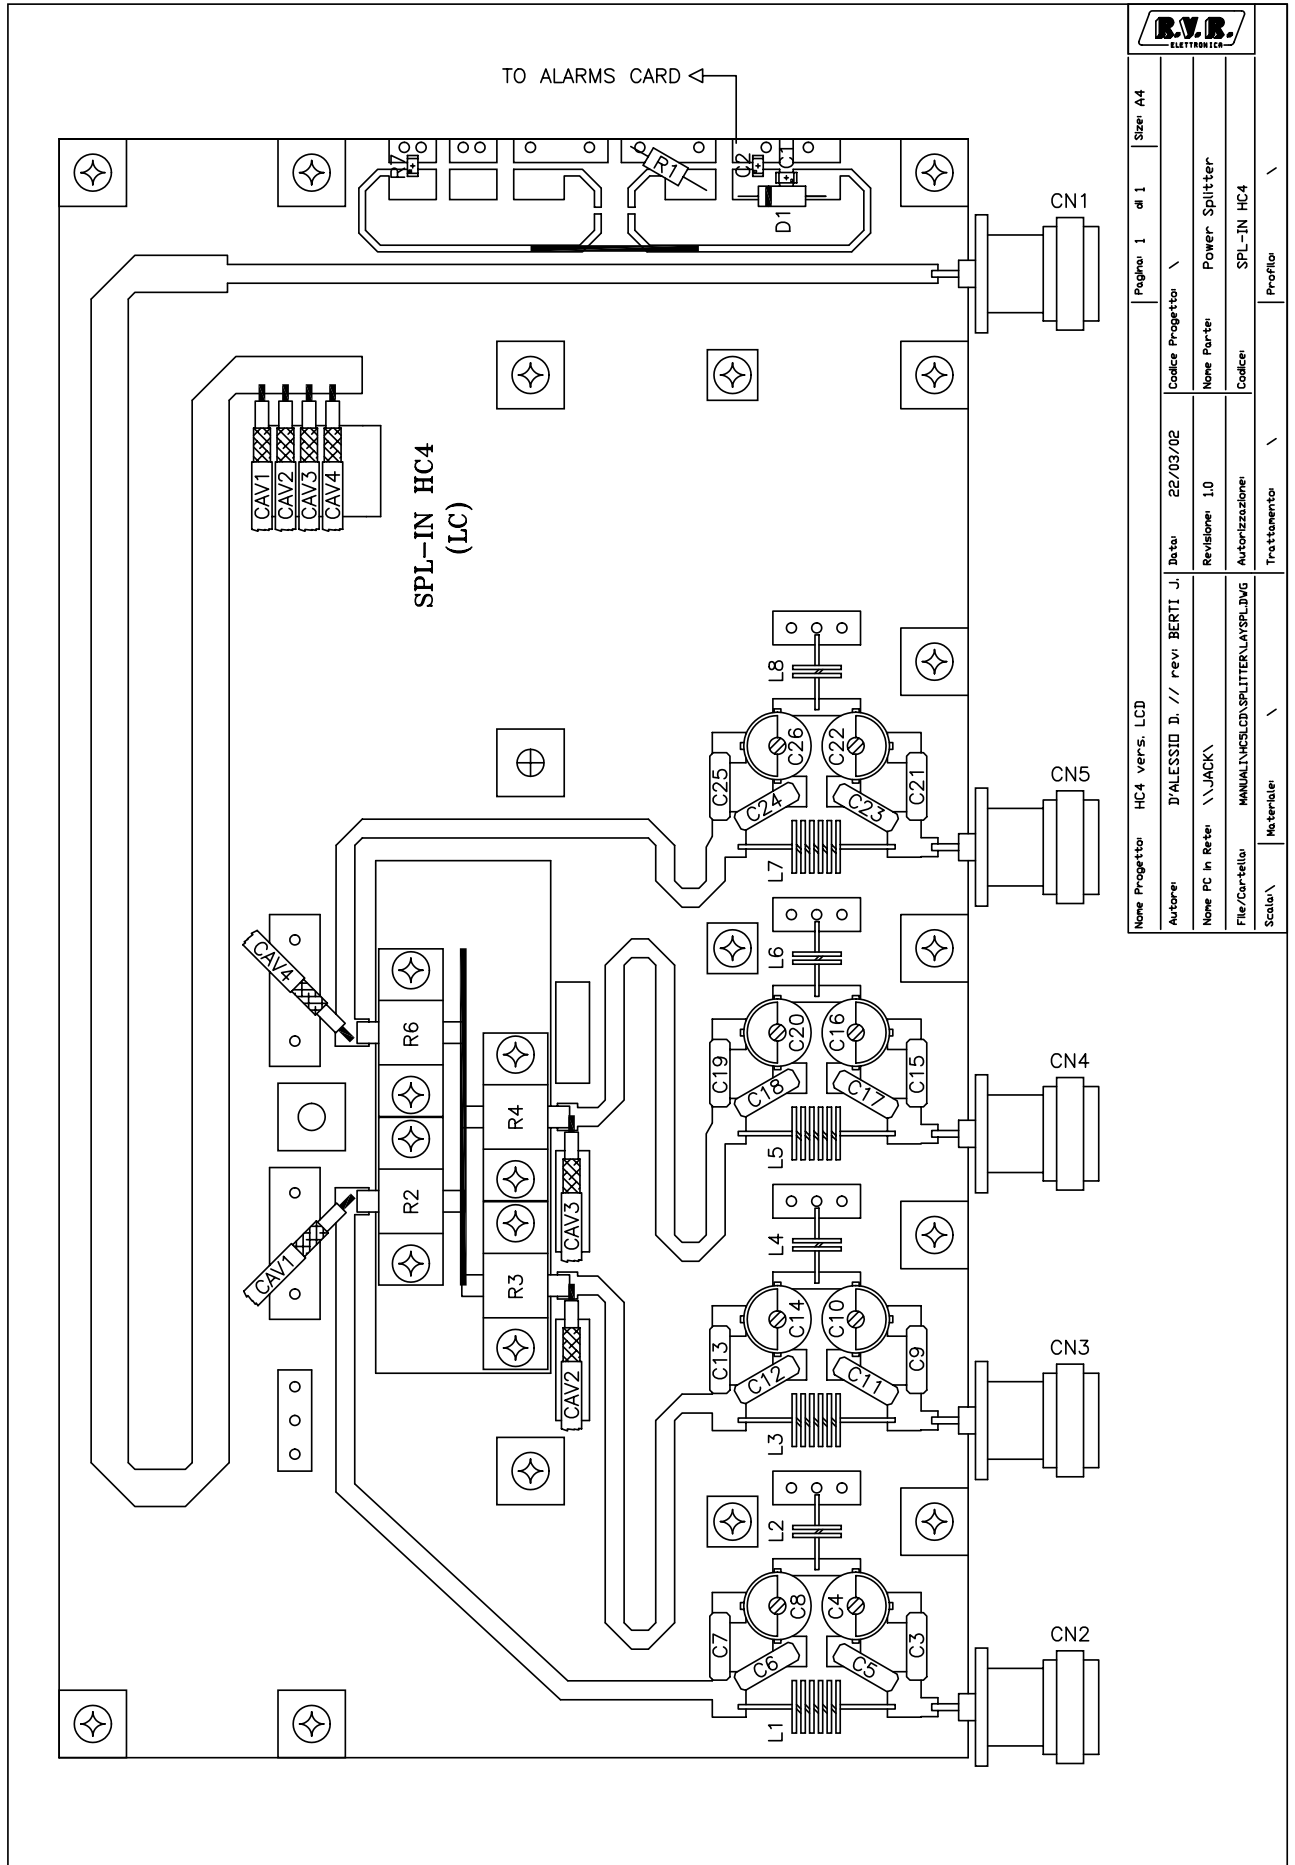 R.V.R.
ELETTRONICA
Nome Progetto: HC4 vers. LCD
Pagina: 1 di 1
Size: A4
Autore: D'ALESSIO D. // rev: BERTI J.
Data: 22/03/02
Codice Progetto: \
Nome PC in Rete: \\JACK\
Revisione: 1.0
Nome Parte: Power Splitter
File/Cartella: MANUALI\HC5LCD\SPLITTER\LAYSPL.DWG
Autorizzazione:
Codice: SPL-IN HC4
Scala: \
Materiale: /
Trattamento: \
Profilo: /
TO ALARMS CARD
R7
R1
C2
C1
D1
CN1
CAV1
CAV2
CAV3
CAV4
SPL-IN HC4
(LC)
L8
C26
C22
C25
C24
C23
C21
L7
CN5
CAV4
R6
L6
C20
C16
C19
C18
C17
C15
L5
CN4
R4
R2
CAV3
CAV1
R3
CAV2
L4
C14
C10
C13
C12
C11
C9
L3
CN3
L2
C8
C4
C7
C6
C5
C3
L1
CN2